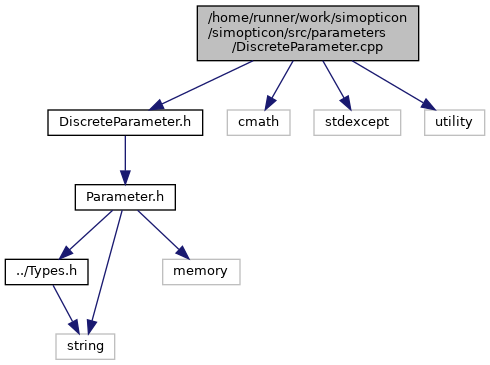 /home/runner/work/simopticon
/simopticon/src/parameters
/DiscreteParameter.cpp
DiscreteParameter.h
cmath
stdexcept
utility
Parameter.h
../Types.h
memory
string